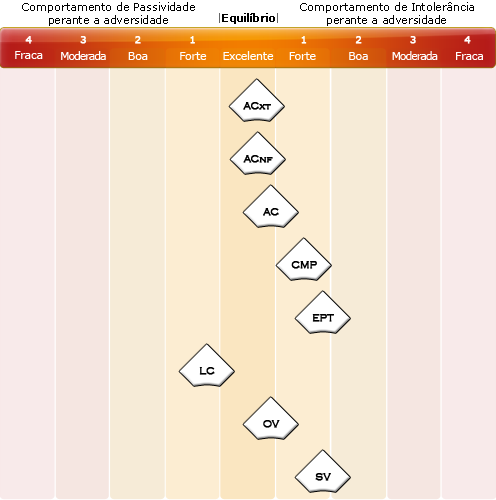 Comportamento de Passividade
perante a adversidade
|Equilíbrio|
Comportamento de Intolerância
perante a adversidade
4 3 2 1 1 2 3 4
Fraca Moderada Boa Forte Excelente Forte Boa Moderada Fraca
ACXT
ACNF
AC
CMP
EPT
LC
OV
SV